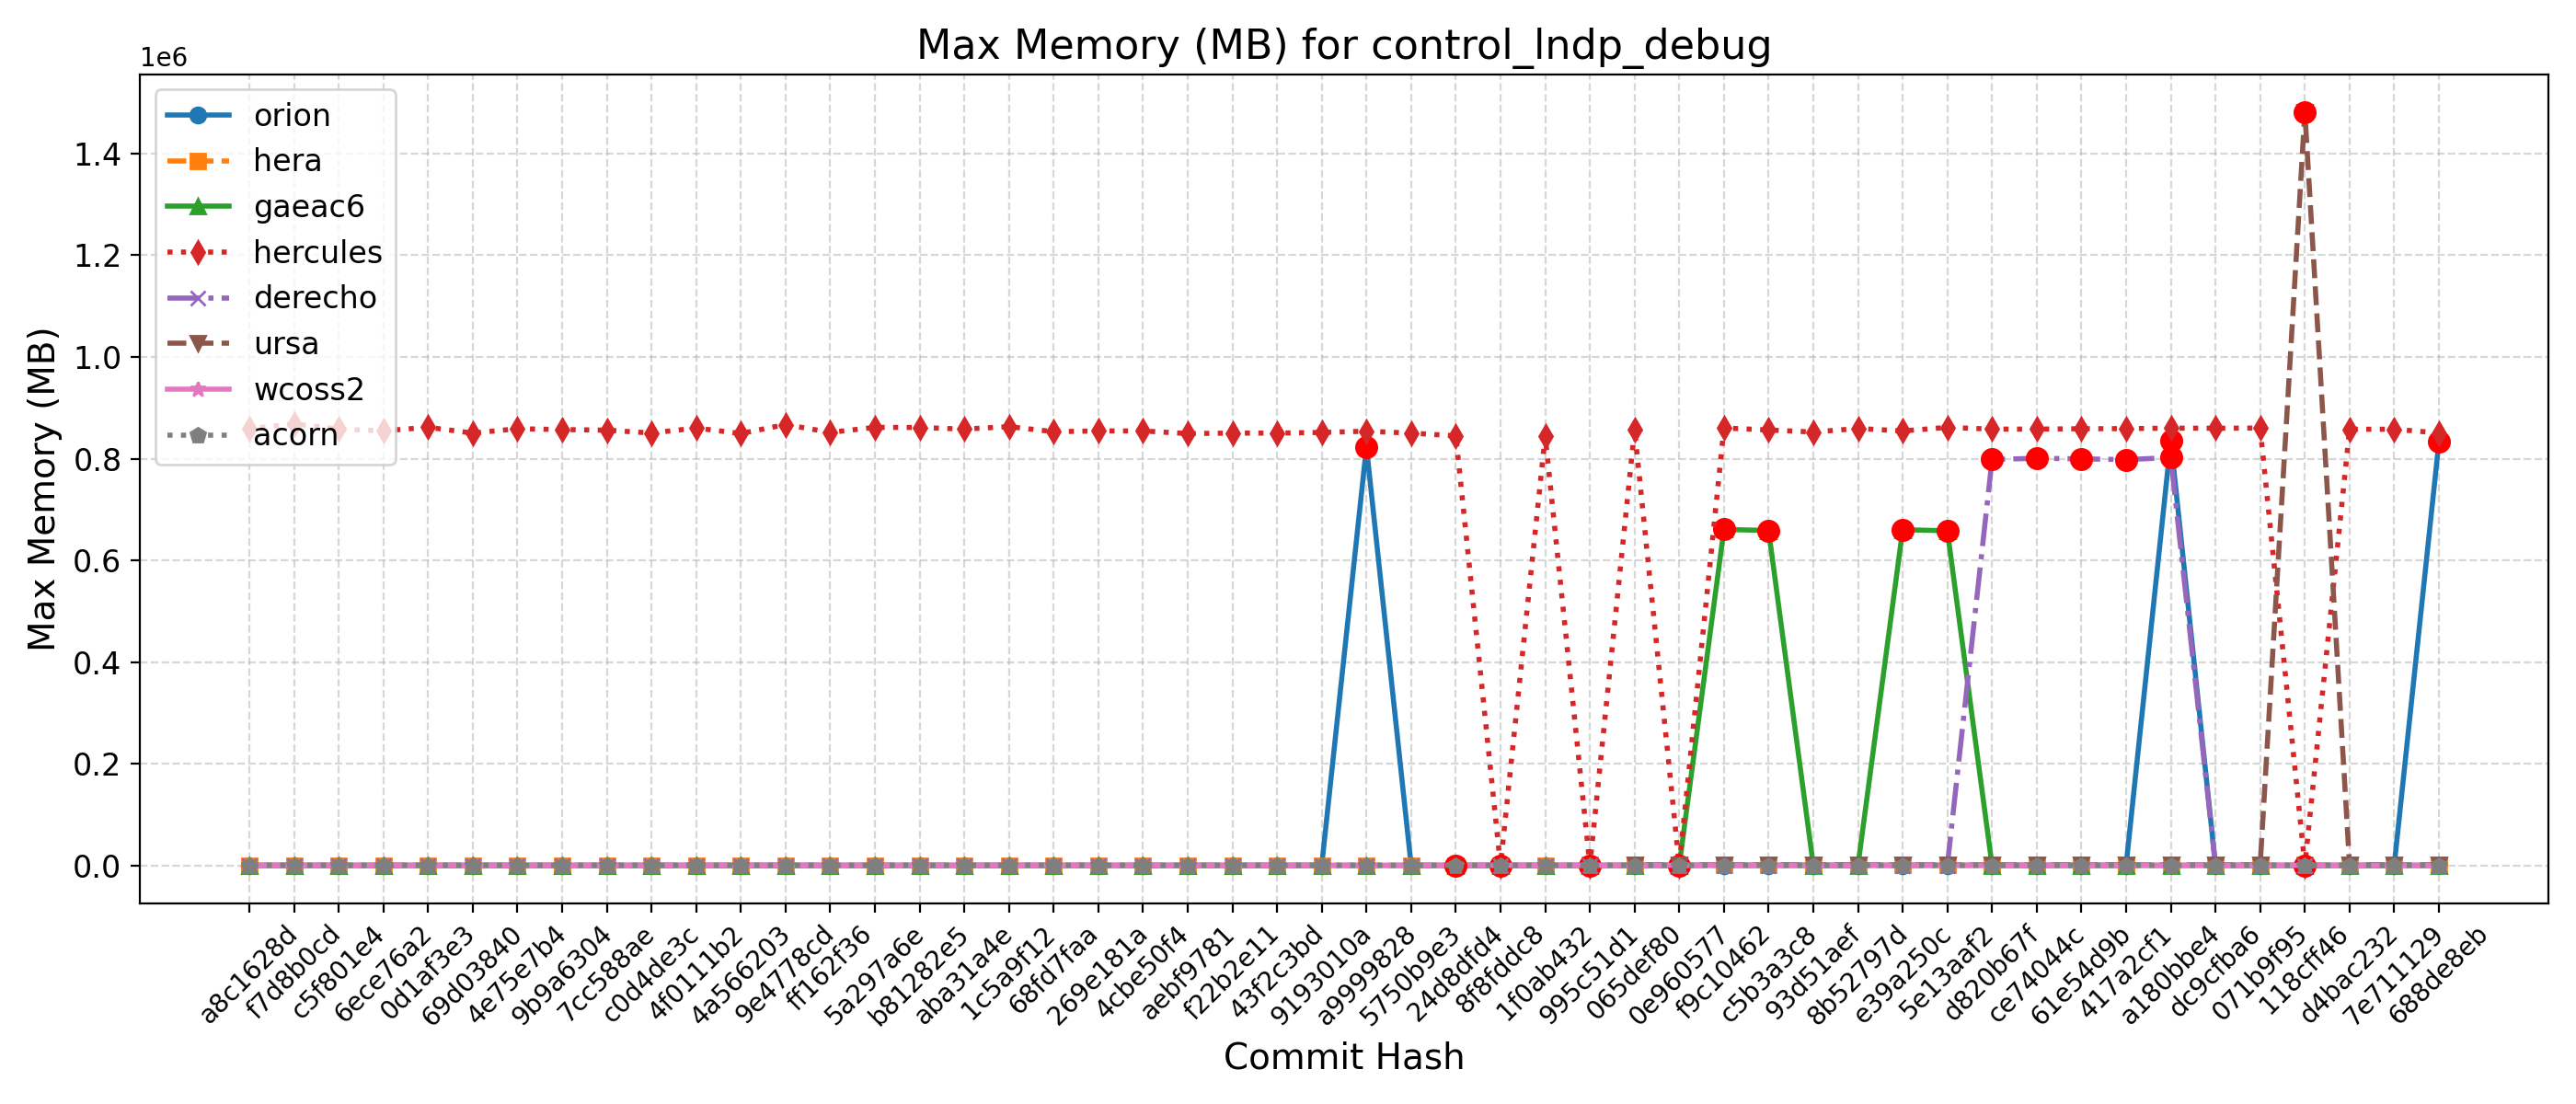 Max Memory (MB) for control_lndp_debug
1e6
1.4
1.2
1.0
0.8
0.6
0.4
0.2
0.0
Max Memory (MB)
orion
hera
gaeac6
hercules
derecho
ursa
wcoss2
acorn
a8c1628d
f7d8b0cd
c5f801e4
6ece76a2
0d1af3e3
69d03840
4e75e7b4
9b9a6304
7cc588ae
c0d4de3c
4f0111b2
4a566203
9e4778cd
ff162f36
5a297a6e
b81282e5
aba31a4e
1c5a9f12
68fd7faa
269e181a
4cbe50f4
aebf9781
f22b2e11
43f2c3bd
9193010a
a9999828
5750b9e3
24d8dfd4
8f8fddc8
1f0ab432
995c51d1
065def80
0e960577
f9c10462
c5b3a3c8
93d51aef
8b52797d
e39a250c
5e13aaf2
d820b67f
ce74044c
61e54d9b
417a2cf1
a180bbe4
dc9cfba6
071b9f95
118cff46
d4bac232
7e711129
688de8eb
Commit Hash